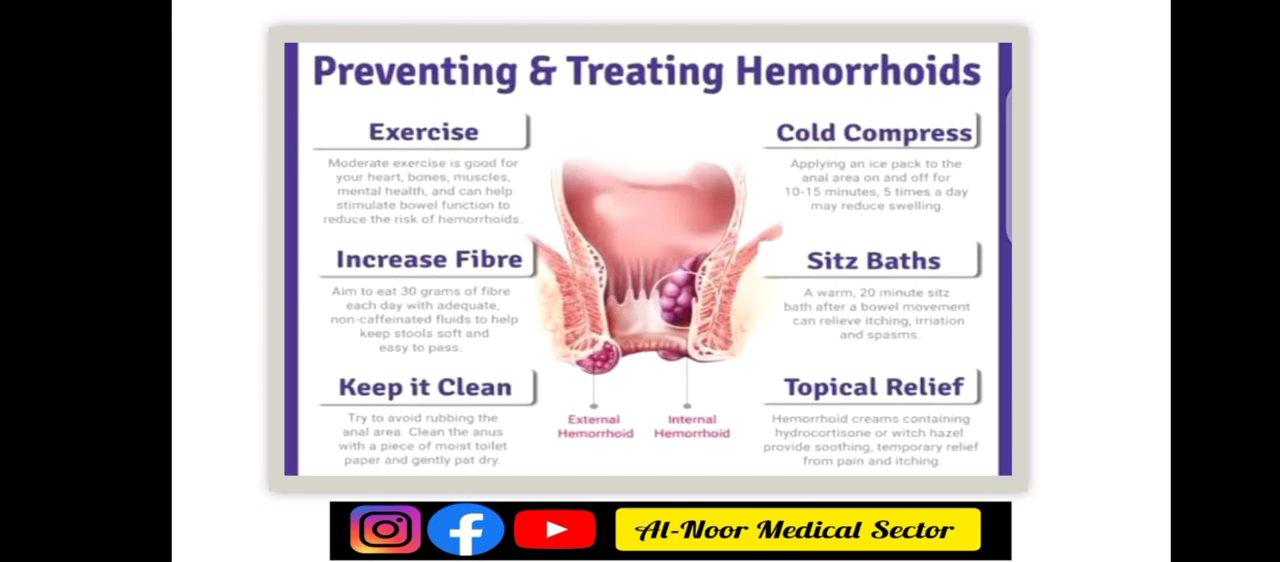 Preventing & Treating Hemorrhoids
Exercise
Moderate exercise is good for
your heart, bones, muscles,
mental health, and can help
stimulate bowel function to
reduce the risk of hemorrhoids.
Increase Fibre
Aim to eat 30 grams of fibre
each day with adequate,
non-caffeinated fluids to help
keep stools soft and
easy to pass.
Keep it Clean
Try to avoid rubbing the
anal area. Clean the anus
with a piece of moist toilet
paper and gently pat dry.
External
Hemorrhoid
Internal
Hemorrhoid
Cold Compress
Applying an ice pack to the
anal area on and off for
10-15 minutes, 5 times a day
may reduce swelling.
Sitz Baths
A warm, 20 minute sitz
bath after a bowel movement
can relieve itching, irriation
and spasms.
Topical Relief
Hemorrhoid creams containing
hydrocortisone or witch hazel
provide soothing, temporary relief
from pain and itching.
Al-Noor Medical Sector